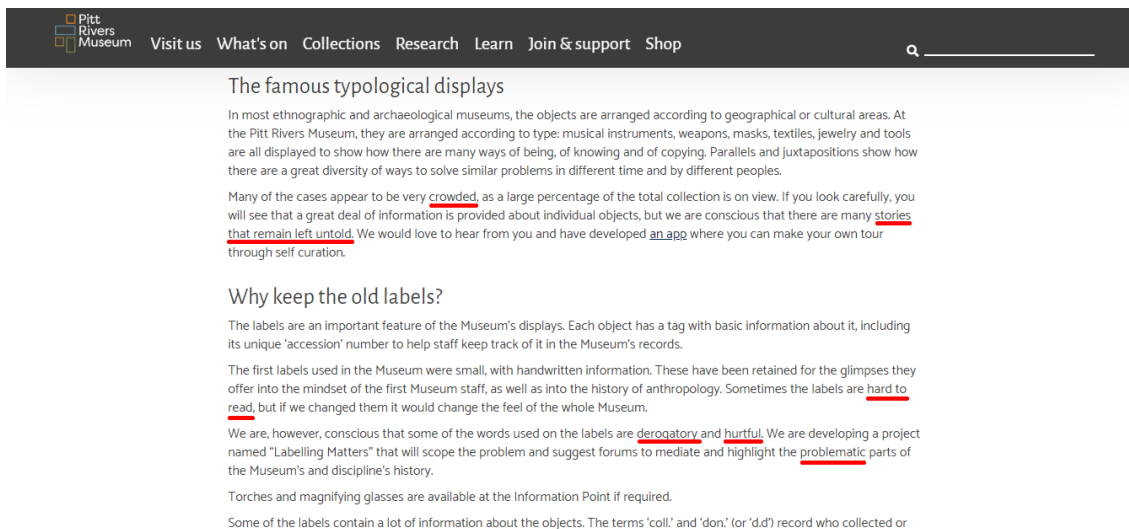 Pitt
Rivers
Museum
Visit us What's on Collections Research Learn Join & support Shop
The famous typological displays
In most ethnographic and archaeological museums, the objects are arranged according to geographical or cultural areas. At
the Pitt Rivers Museum, they are arranged according to type: musical instruments, weapons, masks, textiles, jewelry and tools
are all displayed to show how there are many ways of being, of knowing and of copying. Parallels and juxtapositions show how
there are a great diversity of ways to solve similar problems in different time and by different peoples.
Many of the cases appear to be very crowded, as a large percentage of the total collection is on view. If you look carefully, you
will see that a great deal of information is provided about individual objects, but we are conscious that there are many stories
that remain left untold. We would love to hear from you and have developed an app where you can make your own tour
through self curation.
Why keep the old labels?
The labels are an important feature of the Museum's displays. Each object has a tag with basic information about it, including
its unique 'accession' number to help staff keep track of it in the Museum's records.
The first labels used in the Museum were small, with handwritten information. These have been retained for the glimpses they
offer into the mindset of the first Museum staff, as well as into the history of anthropology. Sometimes the labels are hard to
read, but if we changed them it would change the feel of the whole Museum.
We are, however, conscious that some of the words used on the labels are derogatory and hurtful. We are developing a project
named "Labelling Matters" that will scope the problem and suggest forums to mediate and highlight the problematic parts of
the Museum's and discipline's history.
Torches and magnifying glasses are available at the Information Point if required.
Some of the labels contain a lot of information about the objects. The terms 'coll.' and 'don.' (or 'd.d') record who collected or